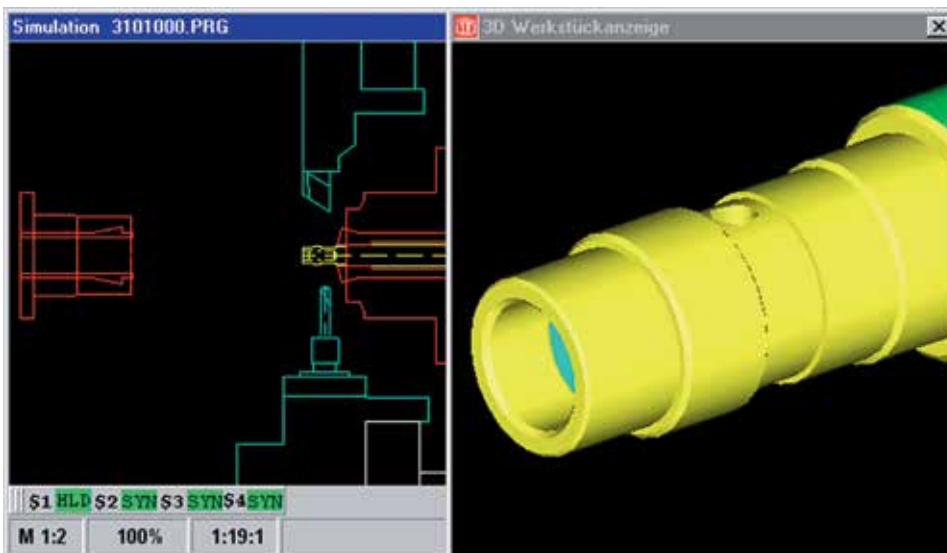 Simulation 3101000.PRG
3D Werkstückanzeige
$1 HLD $2 SYN $3 SYN $4 SYN
M 1:2 100% 1:19:1